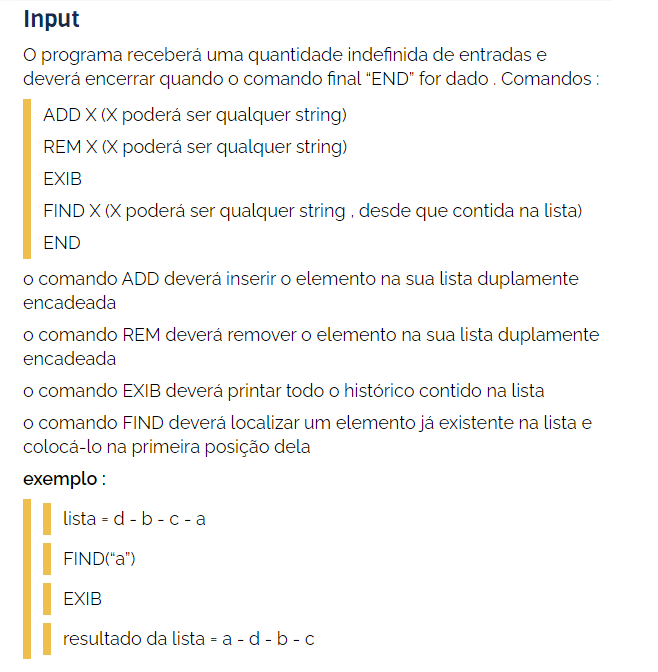 Input
O programa receberá uma quantidade indefinida de entradas e
deverá encerrar quando o comando final “END” for dado . Comandos :
ADD X (X poderá ser qualquer string)
REM X (X poderá ser qualquer string)
EXIB
FIND X (X poderá ser qualquer string , desde que contida na lista)
END
o comando ADD deverá inserir o elemento na sua lista duplamente
encadeada
o comando REM deverá remover o elemento na sua lista duplamente
encadeada
o comando EXIB deverá printar todo o histórico contido na lista
o comando FIND deverá localizar um elemento já existente na lista e
colocá-lo na primeira posição dela
exemplo :
lista = d - b - c - a
FIND(“a”)
EXIB
resultado da lista = a - d - b - c